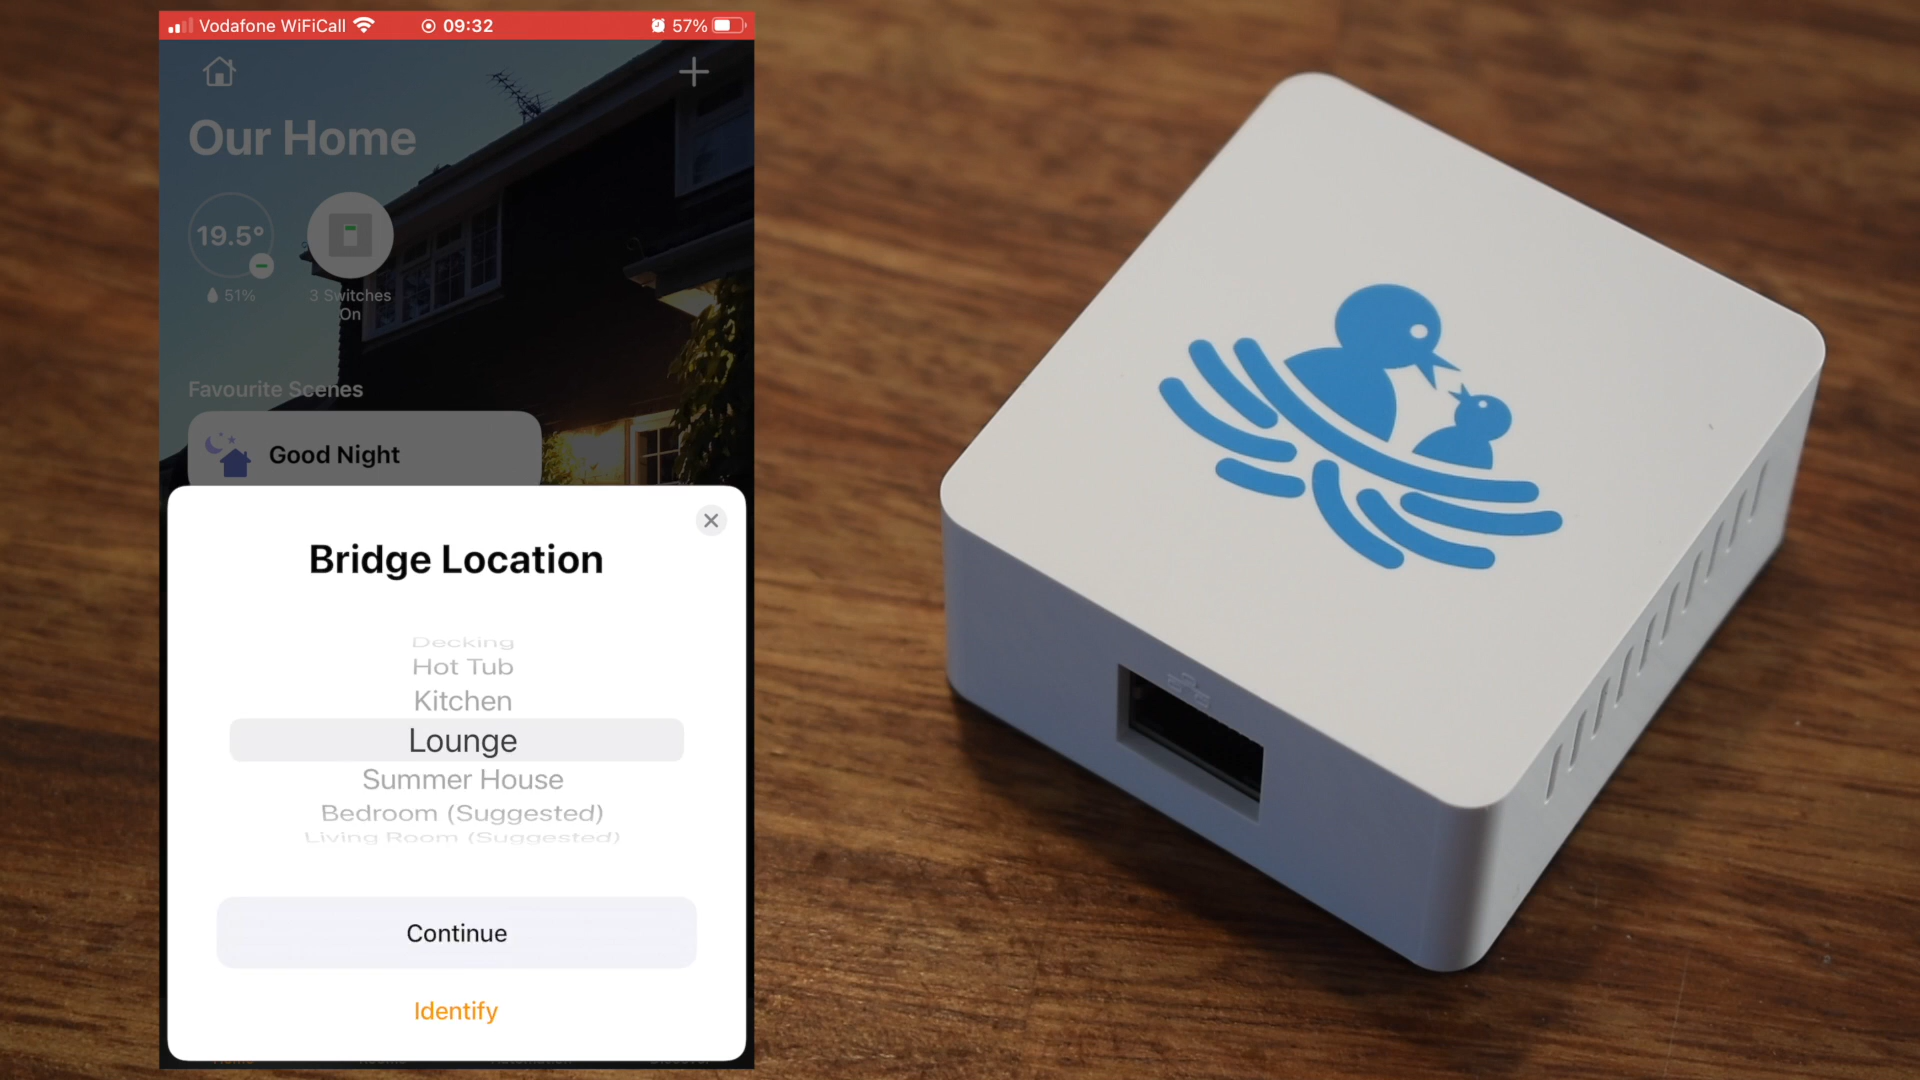 Vodafone WiFiCall 09:32 57%
Our Home
19.5°
51%
3 Switches
On
Favourite Scenes
Good Night
Bridge Location
Decking
Hot Tub
Kitchen
Lounge
Summer House
Bedroom (Suggested)
Living Room (Suggested)
Continue
Identify